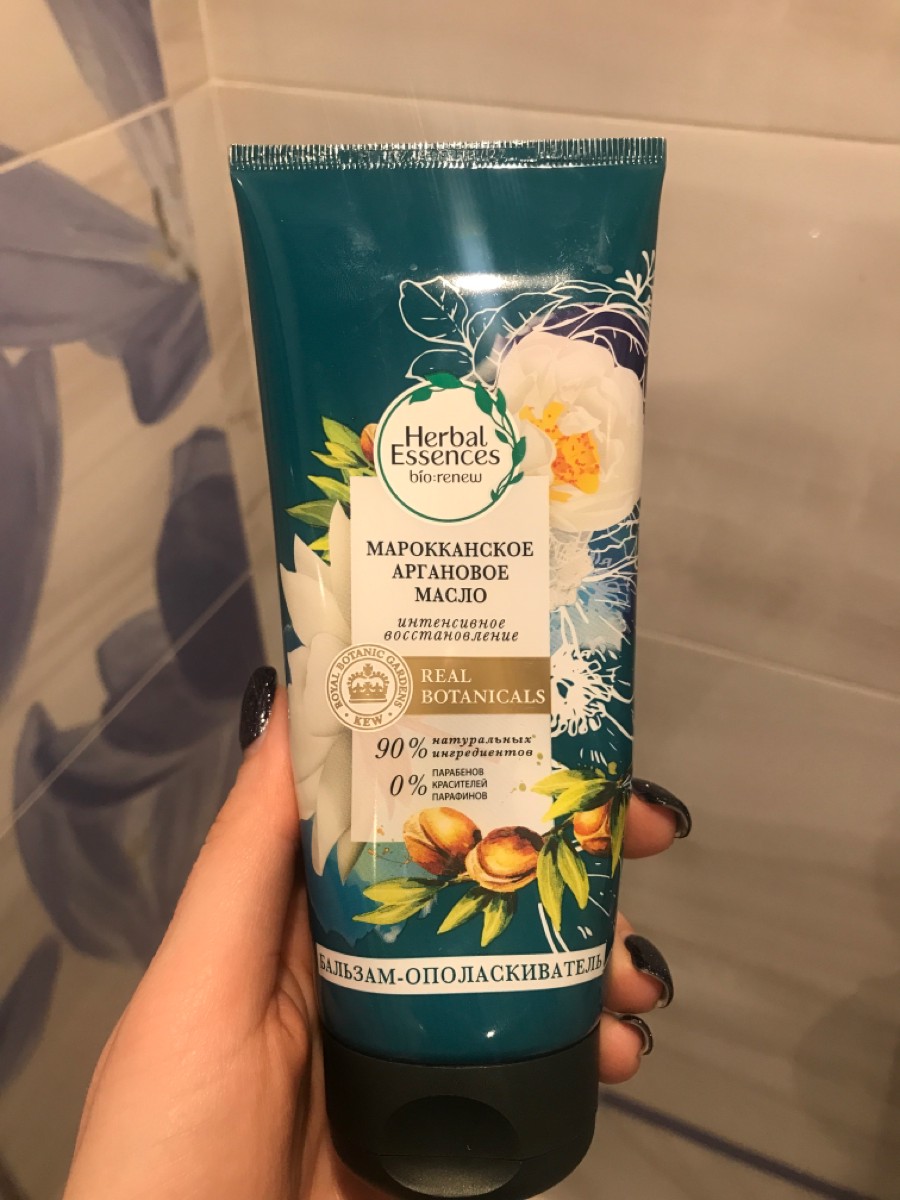 Herbal
Essences
bio:renew
МАРОККАНСКОЕ
АРГАНОВОЕ
МАСЛО
интенсивное
восстановление
ROYAL BOTANIC GARDENS
• KEW •
REAL
BOTANICALS
90% натуральных*
ингредиентов
0% ПАРАБЕНОВ
КРАСИТЕЛЕЙ
ПАРАФИНОВ
БАЛЬЗАМ-ОПОЛАСКИВАТЕЛЬ